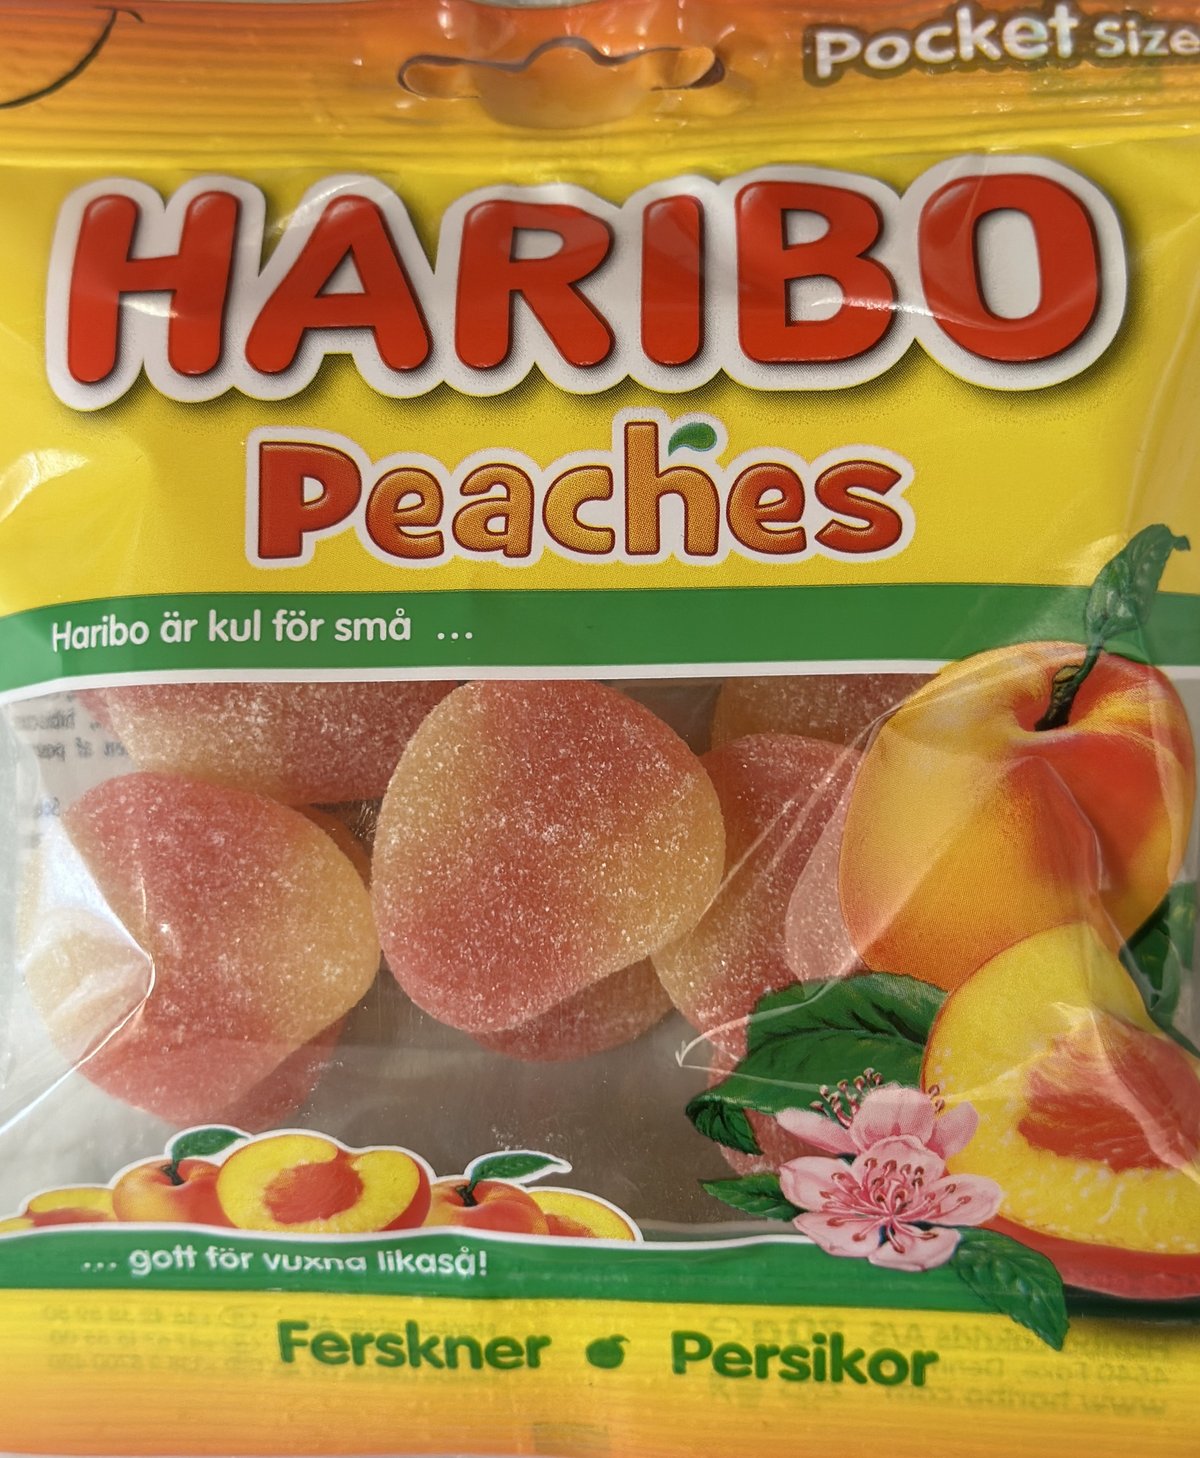 Pocket Size
HARIBO
Peaches
Haribo är kul för små ...
... gott för vuxna likaså!
Ferskner Persikor